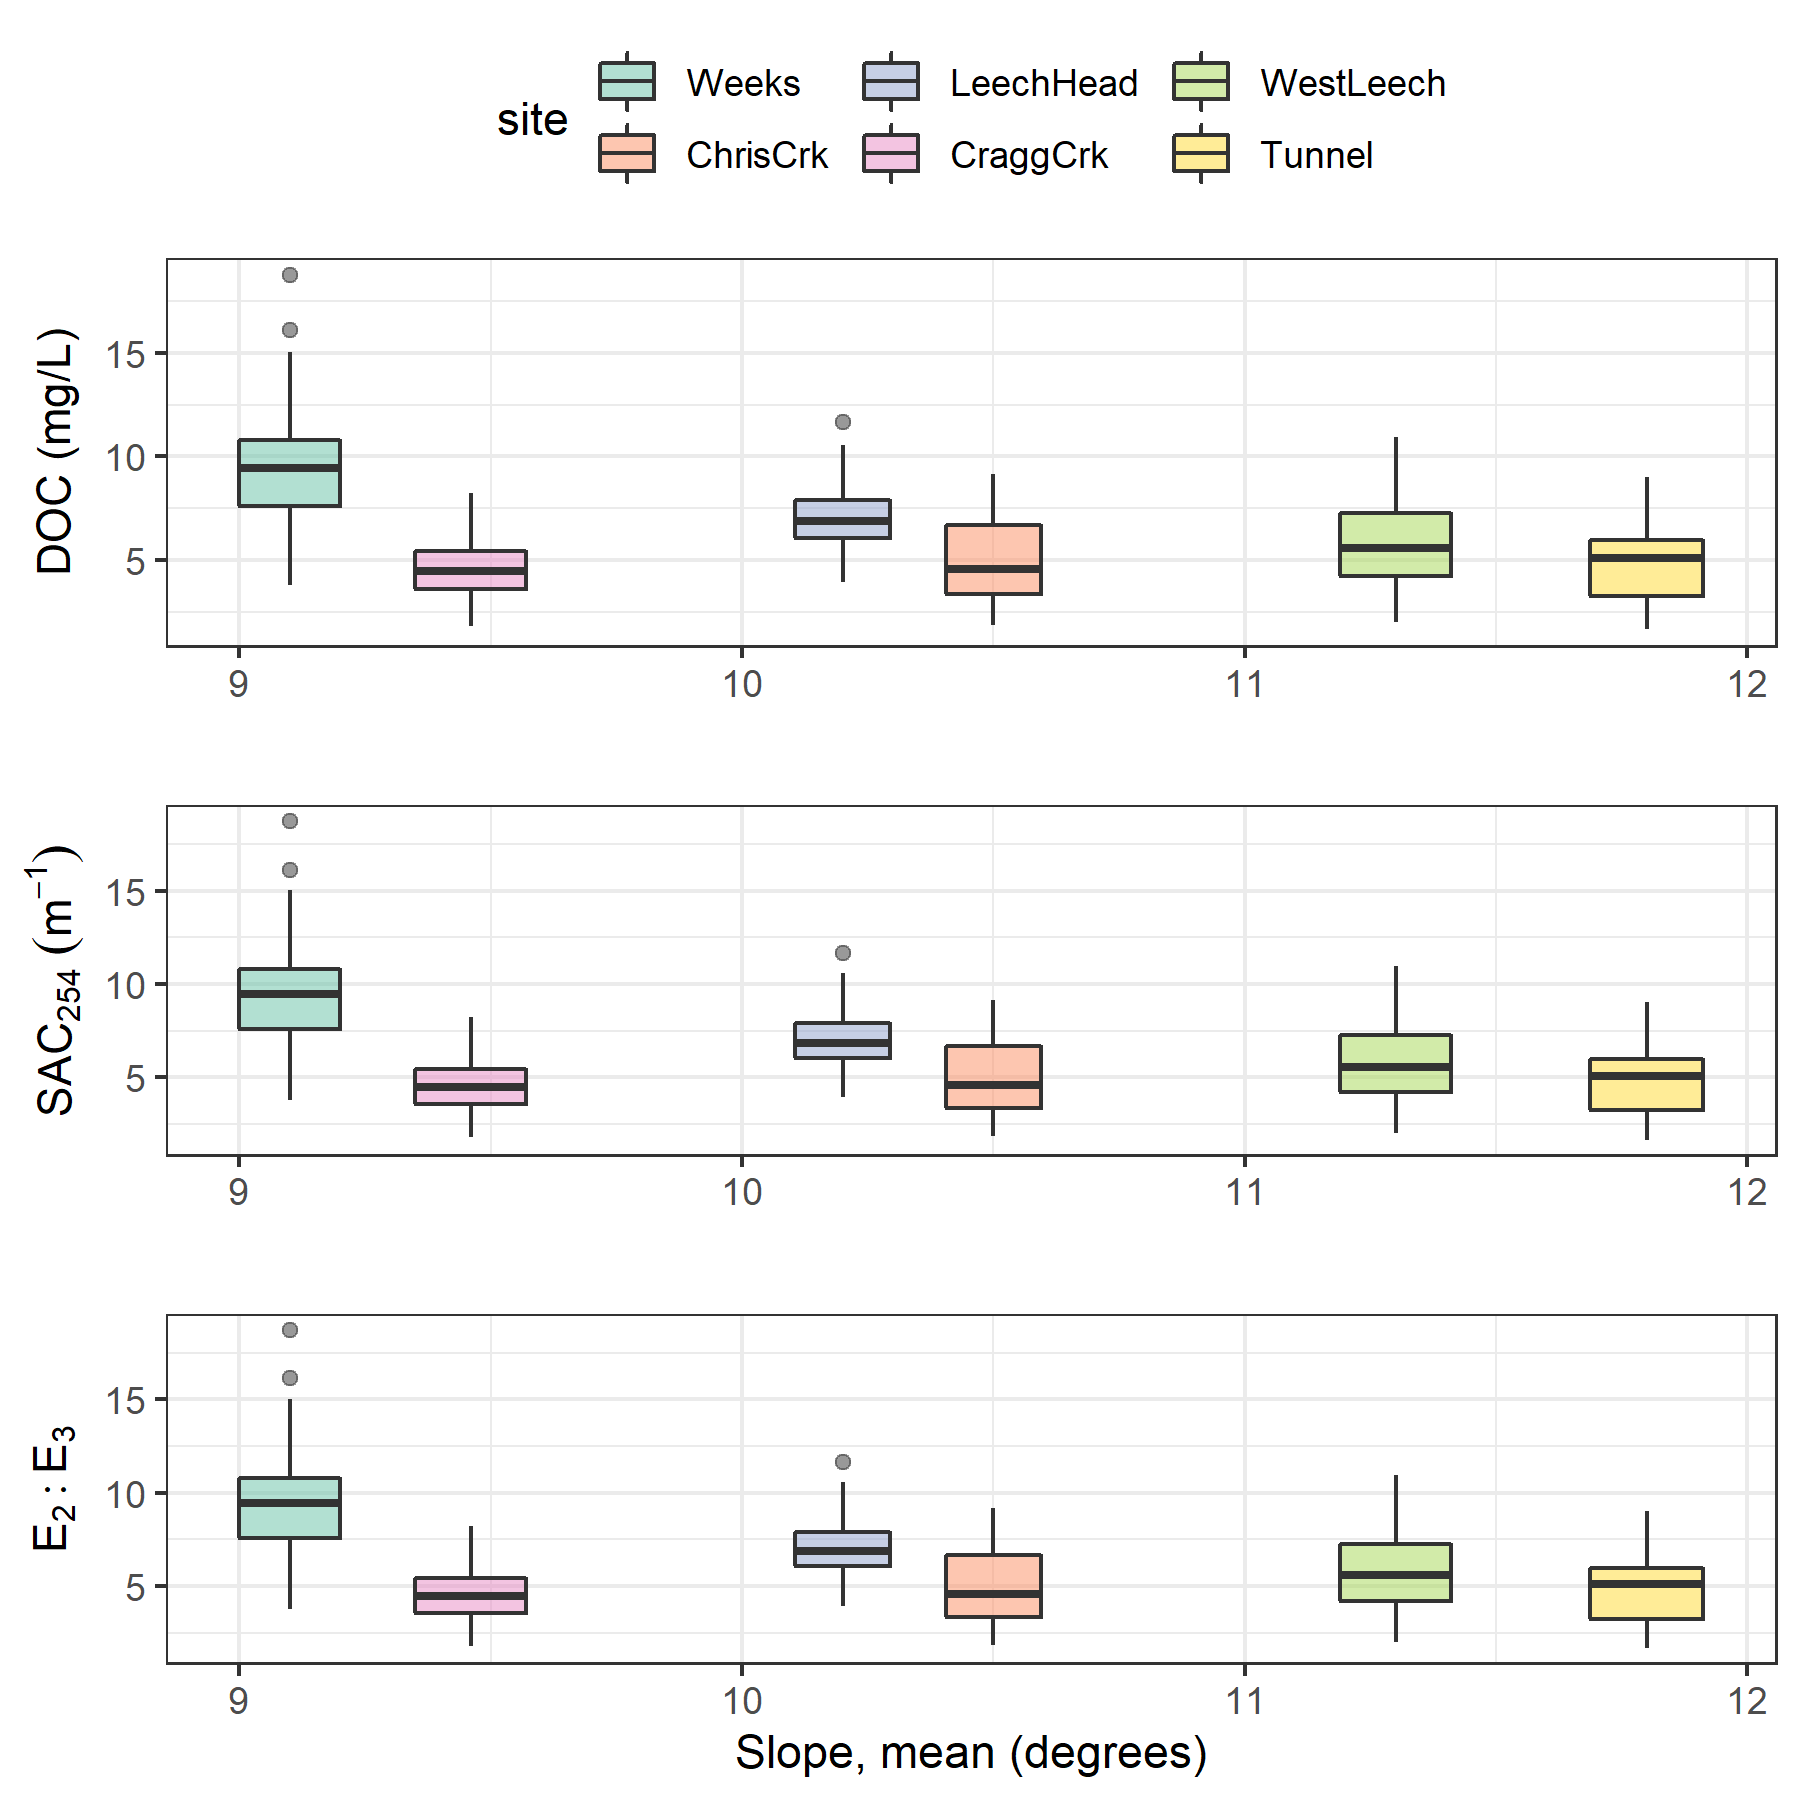 site Weeks LeechHead WestLeech
ChrisCrk CraggCrk Tunnel
DOC (mg/L)
15
10
5
9 10 11 12
SAC₂₅₄ (m⁻¹)
15
10
5
9 10 11 12
E₂ : E₃
15
10
5
9 10 11 12
Slope, mean (degrees)